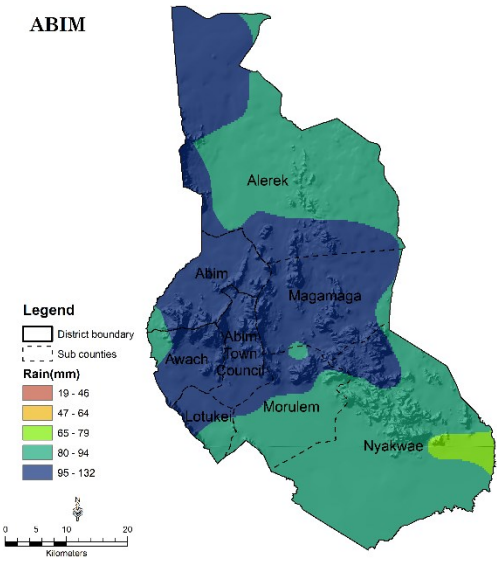 ABIM
Alerek
Abim
Magamaga
Abim
Town
Council
Awach
Lotukei
Morulem
Nyakwae
Legend
District boundary
Sub counties
Rain(mm)
19 - 46
47 - 64
65 - 79
80 - 94
95 - 132
N
0 5 10 20
Kilometers